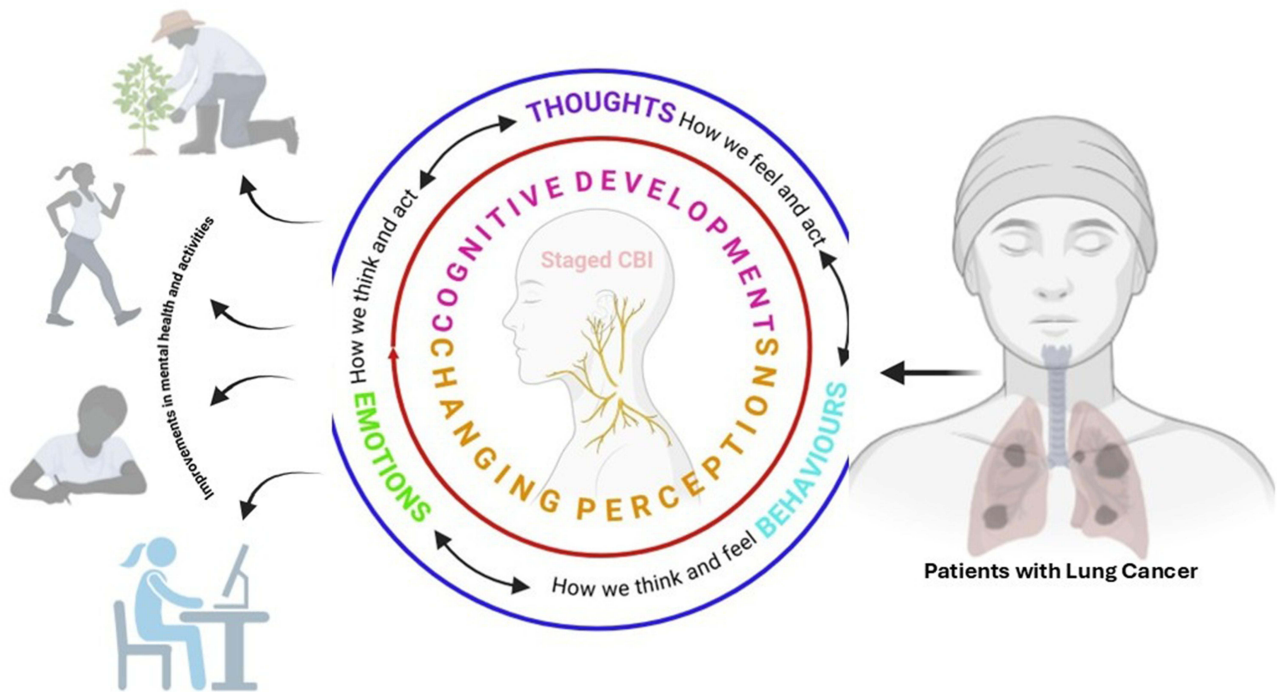 THOUGHTS How we feel and act
BEHAVIOURS
How we think and feel
EMOTIONS
How we think and act
COGNITIVE DEVELOPMENTS
CHANGING PERCEPTIONS
Staged CBI
Improvements in mental health and activities
Patients with Lung Cancer